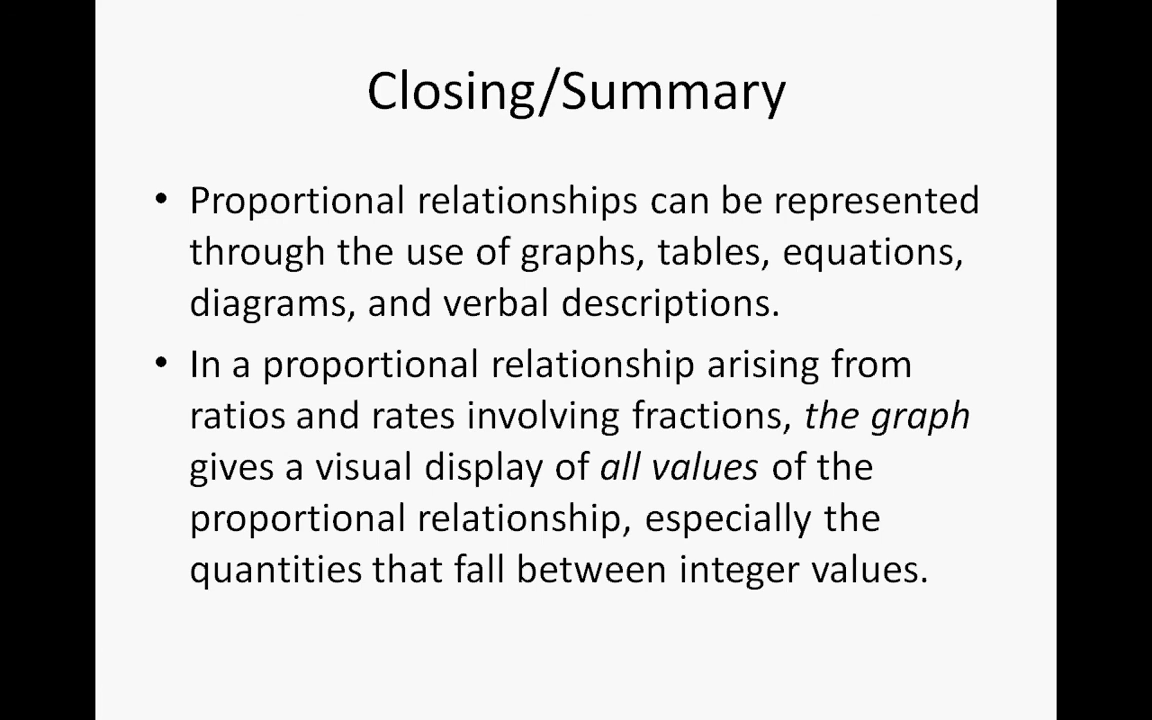 Closing/Summary
• Proportional relationships can be represented
through the use of graphs, tables, equations,
diagrams, and verbal descriptions.
• In a proportional relationship arising from
ratios and rates involving fractions, the graph
gives a visual display of all values of the
proportional relationship, especially the
quantities that fall between integer values.